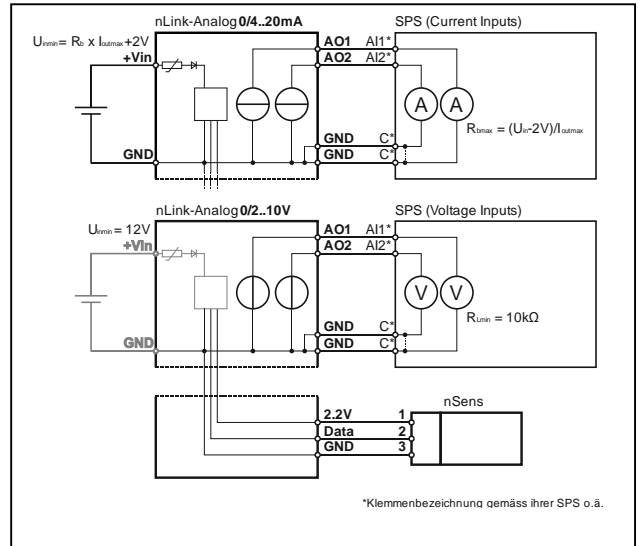 nLink-Analog 0/4..20mA
SPS (Current Inputs)
Uinmin = Rb x Ioutmax+2V
+Vin
AO1 AI1*
AO2 AI2*
A A
Rbmax = (Uin-2V)/Ioutmax
GND C*
GND GND C*
nLink-Analog 0/2..10V
SPS (Voltage Inputs)
Uinmin = 12V
+Vin
AO1 AI1*
AO2 AI2*
V V
RLmin = 10kΩ
GND C*
GND GND C*
nSens
2.2V 1
Data 2
GND 3
*Klemmenbezeichnung gemäss ihrer SPS o.ä.